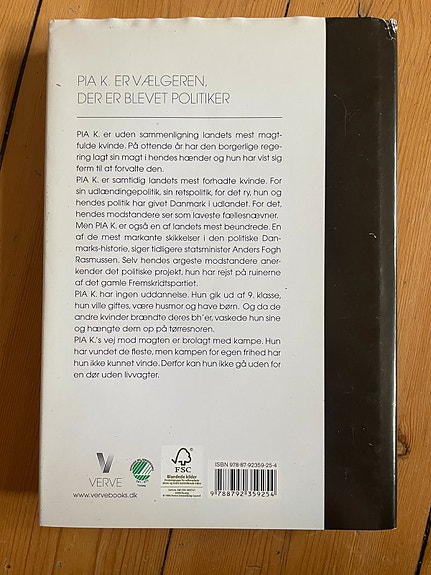 PIA K. ER VÆLGEREN,
DER ER BLEVET POLITIKER
PIA K. er uden sammenligning landets mest magt-
fulde kvinde. På ottende år har den borgerlige rege-
ring lagt sin magt i hendes hænder og hun har vist sig
ferm til at forvalte den.
PIA K. er samtidig landets mest forhadte kvinde. For
sin udlændingepolitik, sin retspolitik, for det ry, hun og
hendes politik har givet Danmark i udlandet. For det,
hendes modstandere ser som laveste fællesnævner.
Men PIA K. er også en af landets mest beundrede. En
af de mest markante skikkelser i den politiske Dan-
marks-historie, siger tidligere statsminister Anders Fogh
Rasmussen. Selv hendes argeste modstandere aner-
kender det politiske projekt, hun har rejst på ruinerne
af det gamle Fremskridtspartiet.
PIA K. har ingen uddannelse. Hun gik ud af 9. klasse,
hun ville giftes, være husmor og have børn. Og da de
andre kvinder brændte deres bh'er, vaskede hun sine
og hængte dem op på tørresnoren.
PIA K.'s vej mod magten er brolagt med kampe. Hun
har vundet de fleste, men kampen for egen frihed har
hun ikke kunnet vinde. Derfor kan hun ikke gå uden for
en dør uden livvagter.
VERVE
www.vervebooks.dk
FSC
Blandede kilder
ISBN 978-87-92359-25-4
9 788792 359254